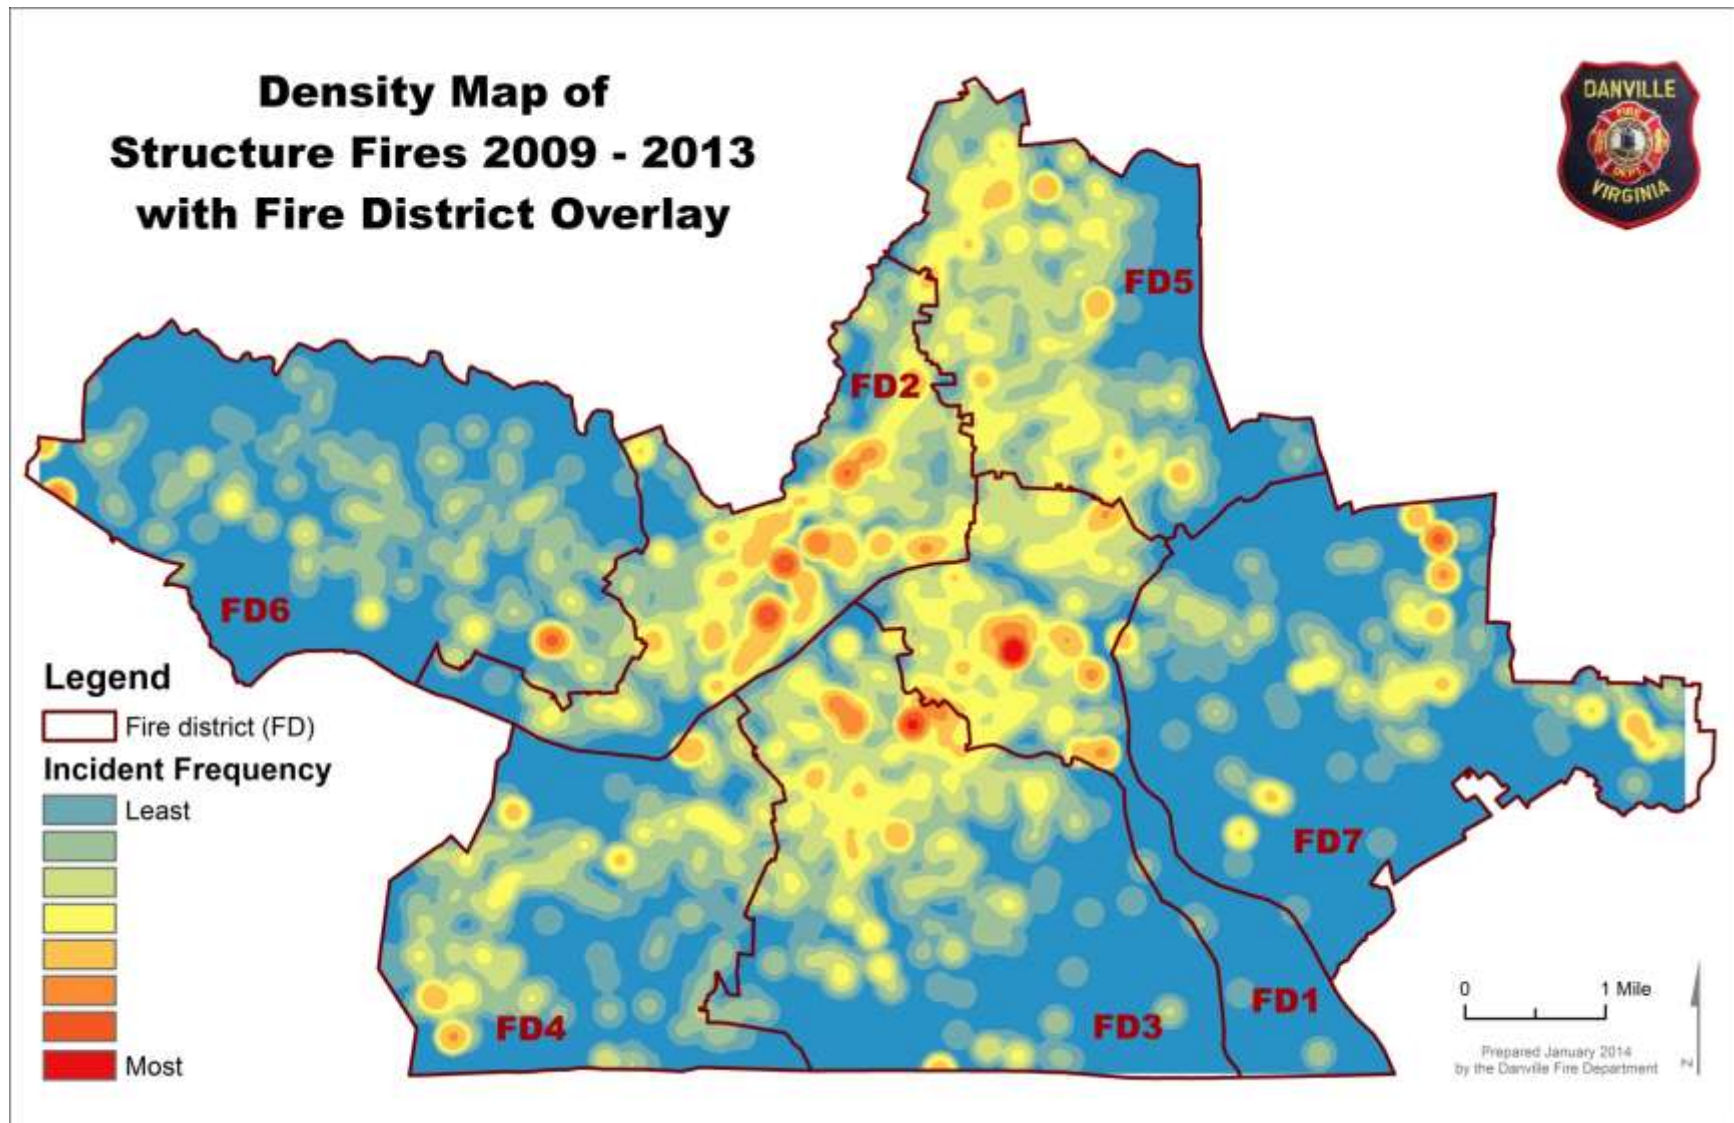 Density Map of
Structure Fires 2009 - 2013
with Fire District Overlay
DANVILLE
FIRE
DEPT.
VIRGINIA
FD5
FD2
FD6
FD7
FD4
FD3
FD1
Legend
Fire district (FD)
Incident Frequency
Least
Most
0 1 Mile
Prepared January 2014
by the Danville Fire Department
N